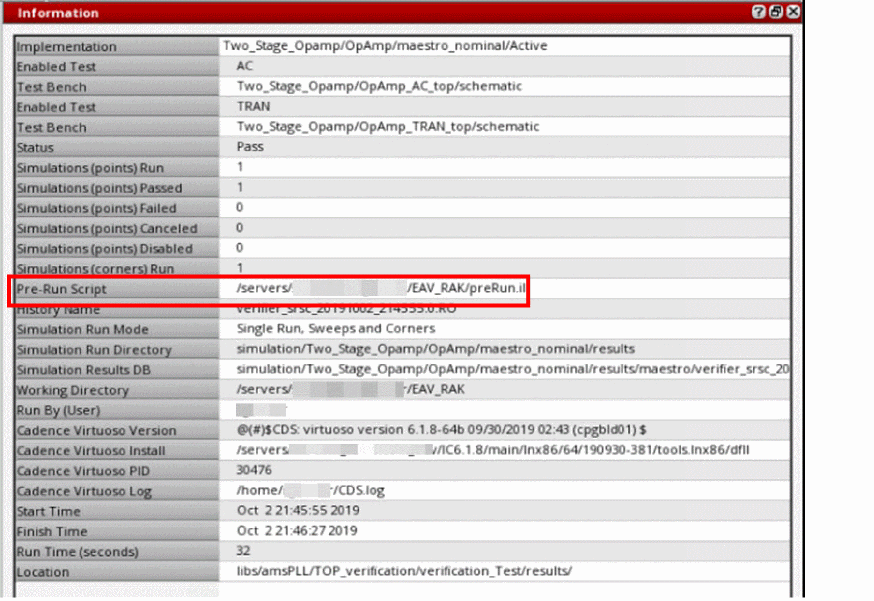 Information
Implementation Two_Stage_Opamp/OpAmp/maestro_nominal/Active
Enabled Test AC
Test Bench Two_Stage_Opamp/OpAmp_AC_top/schematic
Enabled Test TRAN
Test Bench Two_Stage_Opamp/OpAmp_TRAN_top/schematic
Status Pass
Simulations (points) Run 1
Simulations (points) Passed 1
Simulations (points) Failed 0
Simulations (points) Canceled 0
Simulations (points) Disabled 0
Simulations (corners) Run 1
Pre-Run Script /servers/ /EAV_RAK/preRun.il
History Name verifier_srsc_20191002_214555.0.RO
Simulation Run Mode Single Run, Sweeps and Corners
Simulation Run Directory simulation/Two_Stage_Opamp/OpAmp/maestro_nominal/results
Simulation Results DB simulation/Two_Stage_Opamp/OpAmp/maestro_nominal/results/maestro/verifier_srsc_20
Working Directory /servers/ /EAV_RAK
Run By (User)
Cadence Virtuoso Version @(#)$CDS: virtuoso version 6.1.8-64b 09/30/2019 02:43 (cpgbld01) $
Cadence Virtuoso Install /servers /IC6.1.8/main/lnx86/64/190930-381/tools.lnx86/dfII
Cadence Virtuoso PID 30476
Cadence Virtuoso Log /home/ /CDS.log
Start Time Oct 2 21:45:55 2019
Finish Time Oct 2 21:46:27 2019
Run Time (seconds) 32
Location libs/amsPLL/TOP_verification/verification_Test/results/